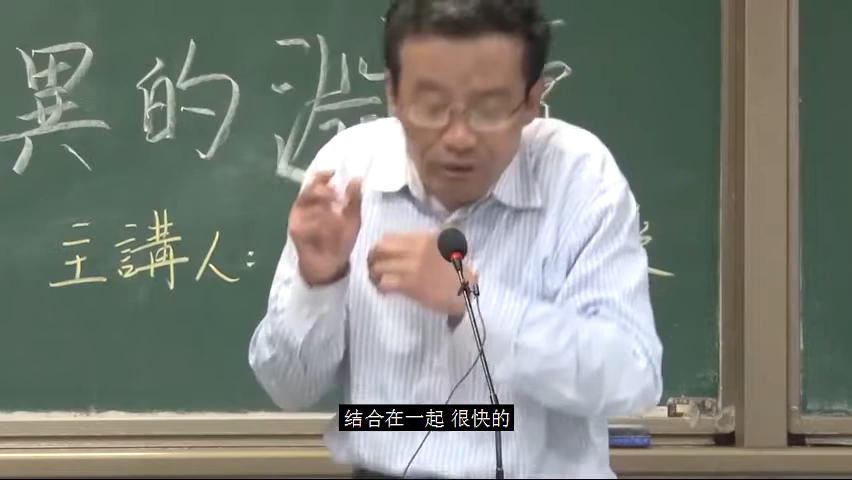 異的
主講人:
结合在一起 很快的